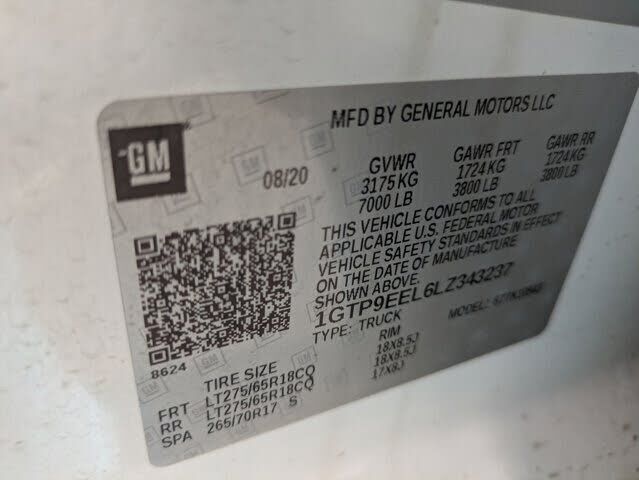 MFD BY GENERAL MOTORS LLC
GM
08/20
GVWR GAWR FRT GAWR RR
3175 KG 1724 KG 1724 KG
7000 LB 3800 LB 3800 LB
THIS VEHICLE CONFORMS TO ALL
APPLICABLE U.S. FEDERAL MOTOR
VEHICLE SAFETY STANDARDS IN EFFECT
ON THE DATE OF MANUFACTURE
1GTP9EEL6LZ343237
TYPE: TRUCK MODEL:
8624
TIRE SIZE RIM
FRT LT275/65R18CQ 18X8.5J
RR LT275/65R18CQ 18X8.5J
SPA 265/70R17 S 17X8J